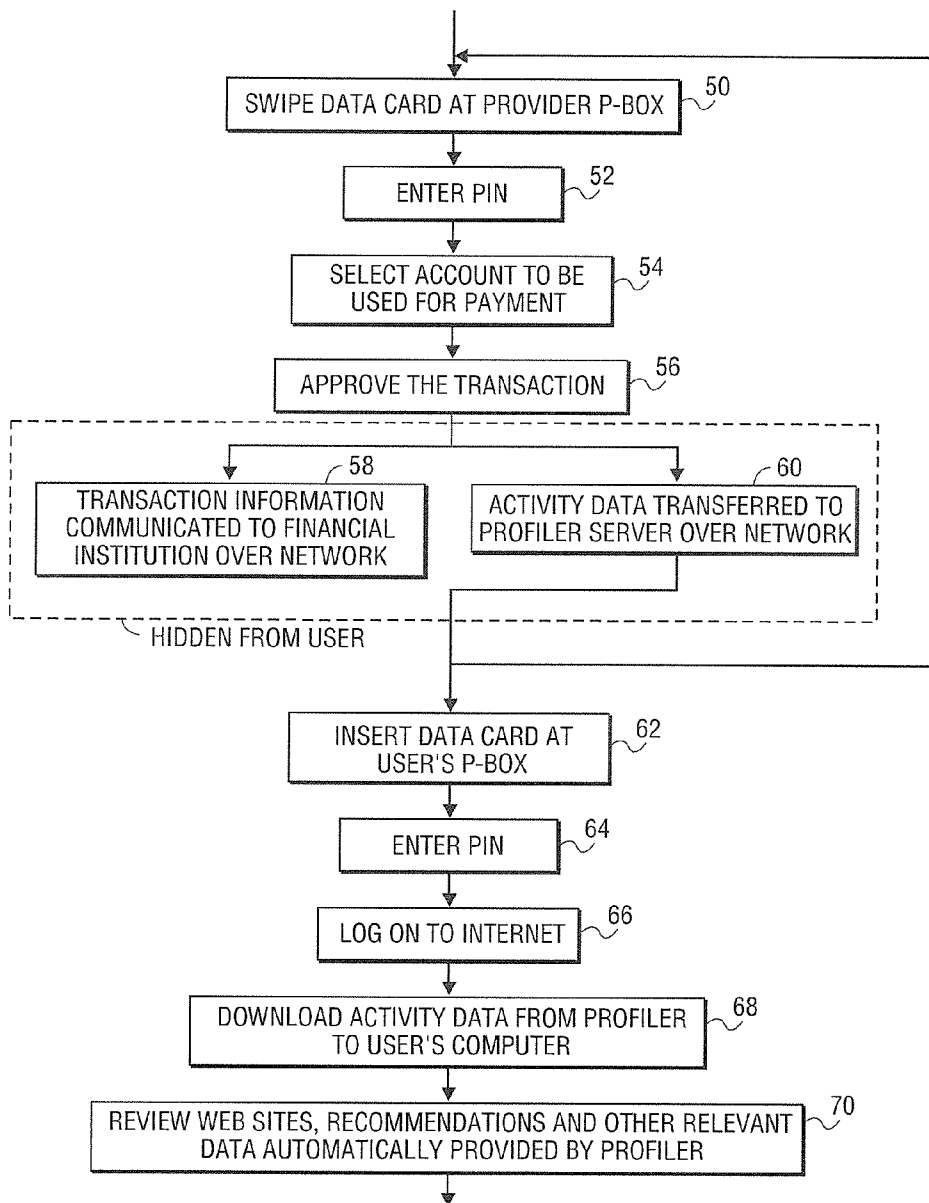 SWIPE DATA CARD AT PROVIDER P-BOX
50
ENTER PIN
52
SELECT ACCOUNT TO BE
USED FOR PAYMENT
54
APPROVE THE TRANSACTION
56
58
TRANSACTION INFORMATION
COMMUNICATED TO FINANCIAL
INSTITUTION OVER NETWORK
60
ACTIVITY DATA TRANSFERRED TO
PROFILER SERVER OVER NETWORK
HIDDEN FROM USER
INSERT DATA CARD AT
USER'S P-BOX
62
ENTER PIN
64
LOG ON TO INTERNET
66
DOWNLOAD ACTIVITY DATA FROM PROFILER
TO USER'S COMPUTER
68
REVIEW WEB SITES, RECOMMENDATIONS AND OTHER RELEVANT
DATA AUTOMATICALLY PROVIDED BY PROFILER
70